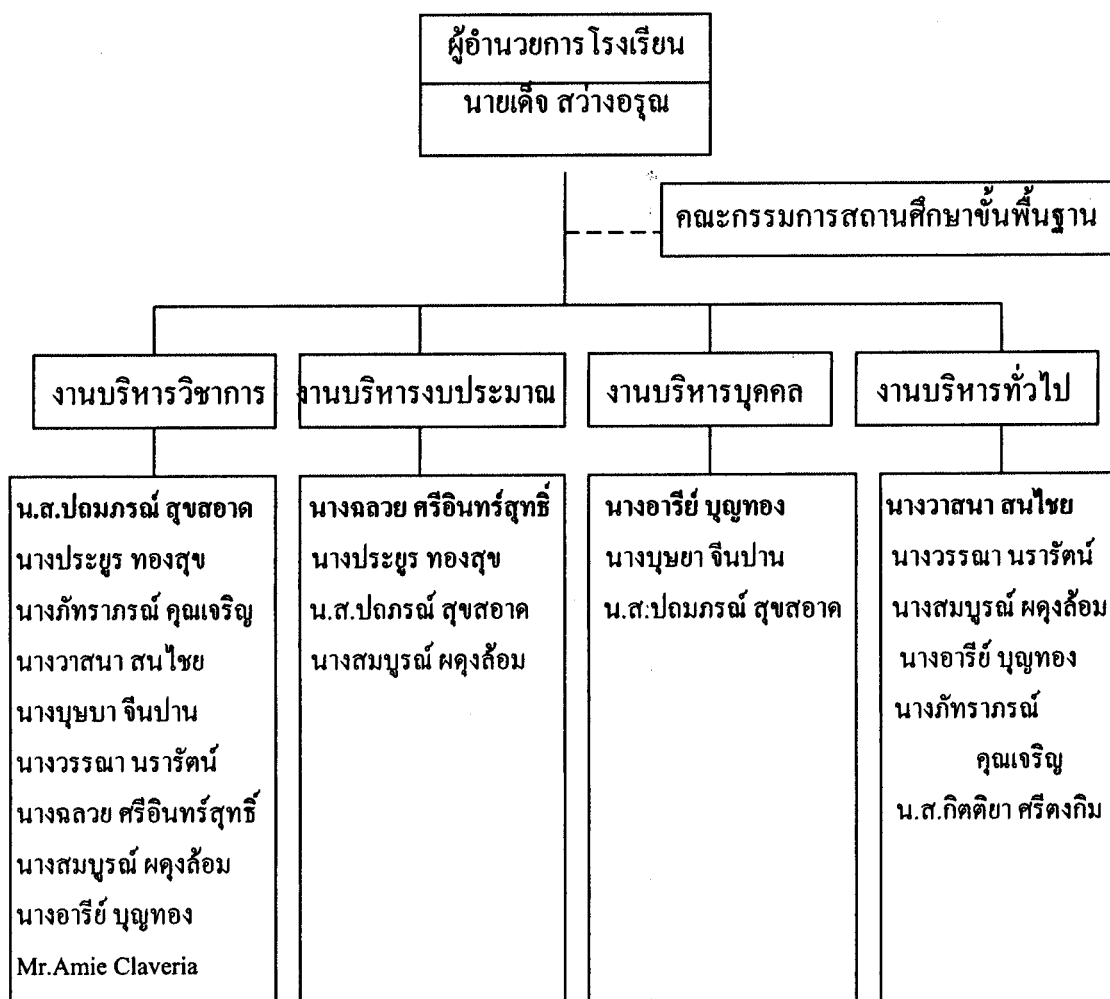 ผู้อำนวยการโรงเรียน
นายเด็จ สว่างอรุณ
คณะกรรมการสถานศึกษาขั้นพื้นฐาน
งานบริหารวิชาการ
งานบริหารงบประมาณ
งานบริหารบุคคล
งานบริหารทั่วไป
น.ส.ปถมภรณ์ สุขสอาด
นางประยูร ทองสุข
นางภัทราภรณ์ คุณเจริญ
นางวาสนา สนไชย
นางบุษบา จีนปาน
นางวรรณา นรารัตน์
นางฉลวย ศรีอินทร์สุทธิ์
นางสมบูรณ์ ผดุงล้อม
นางอารีย์ บุญทอง
Mr.Amie Claveria
นางฉลวย ศรีอินทร์สุทธิ์
นางประยูร ทองสุข
น.ส.ปถภรณ์ สุขสอาด
นางสมบูรณ์ ผดุงล้อม
นางอารีย์ บุญทอง
นางบุษยา จีนปาน
น.ส.ปถมภรณ์ สุขสอาด
นางวาสนา สนไชย
นางวรรณา นรารัตน์
นางสมบูรณ์ ผดุงล้อม
นางอารีย์ บุญทอง
นางภัทราภรณ์
คุณเจริญ
น.ส.กิตติยา ศรีตงกิม